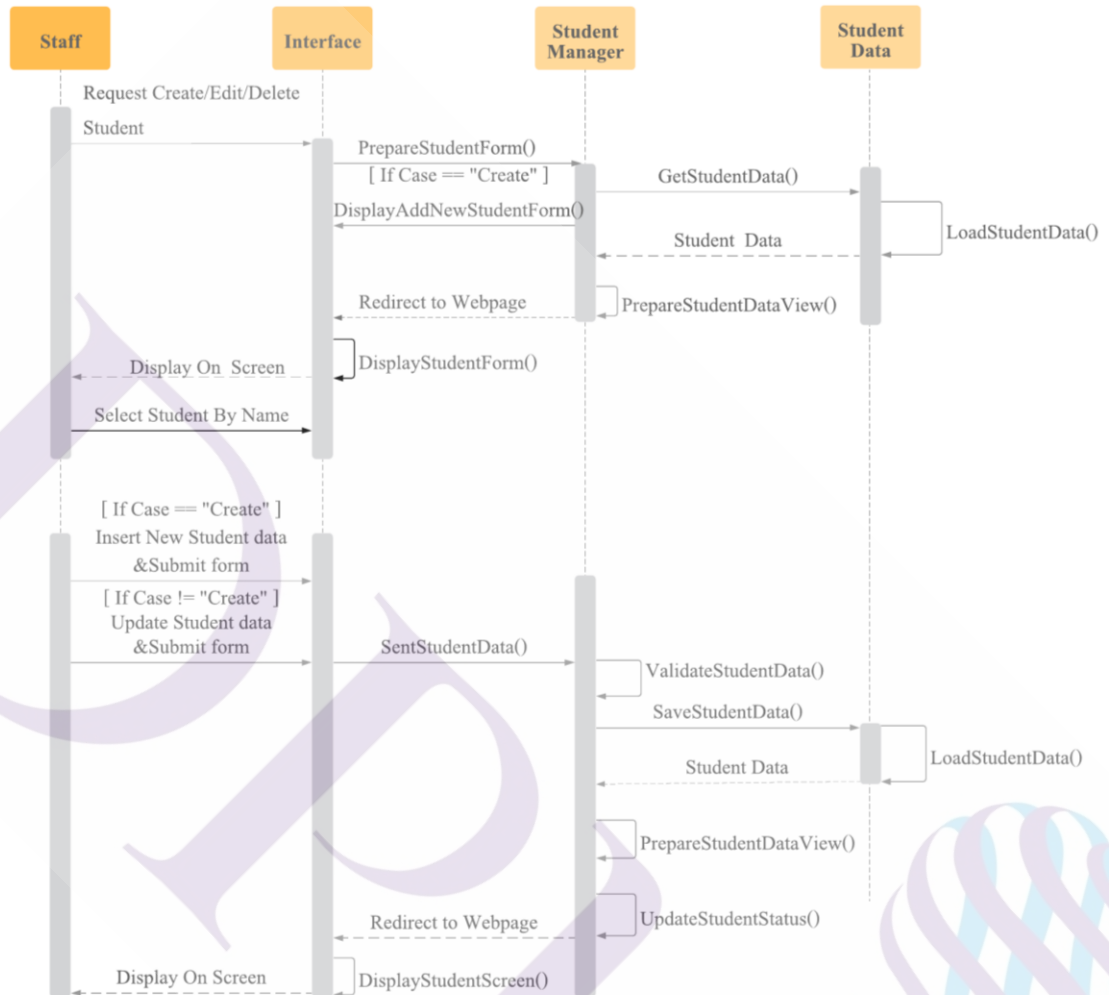 Staff
Interface
Student
Manager
Student
Data
Request Create/Edit/Delete
Student
PrepareStudentForm()
[ If Case == "Create" ]
GetStudentData()
DisplayAddNewStudentForm()
LoadStudentData()
Student Data
Redirect to Webpage
PrepareStudentDataView()
DisplayStudentForm()
Display On Screen
Select Student By Name
[ If Case == "Create" ]
Insert New Student data
&Submit form
[ If Case != "Create" ]
Update Student data
&Submit form
SentStudentData()
ValidateStudentData()
SaveStudentData()
LoadStudentData()
Student Data
PrepareStudentDataView()
UpdateStudentStatus()
Redirect to Webpage
Display On Screen
DisplayStudentScreen()